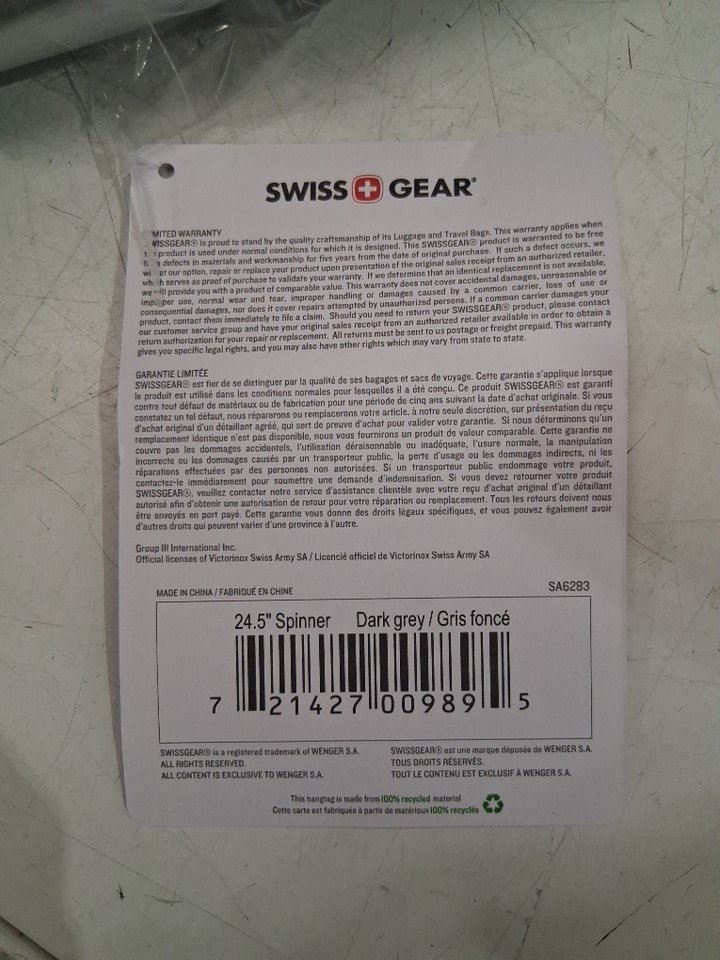 SWISS GEAR®
MITED WARRANTY
WISSGEAR® is proud to stand by the quality craftsmanship of its Luggage and Travel Bags. This warranty applies when
product is used under normal conditions for which it is designed. This SWISSGEAR® product is warranted to be free
defects in materials and workmanship for five years from the date of original purchase. If such a defect occurs, we
at our option, repair or replace your product upon presentation of the original sales receipt from an authorized retailer,
serves as proof of purchase to validate your warranty. If we determine that an identical replacement is not available,
we provide you with a product of comparable value. This warranty does not cover accidental damages, unreasonable or
use, normal wear and tear, improper handling or damages caused by a common carrier, loss of use or
consequential damages, nor does it cover repairs attempted by unauthorized persons. If a common carrier damages your
product, contact them immediately to file a claim. Should you need to return your SWISSGEAR® product, please contact
our customer service group and have your original sales receipt from an authorized retailer available in order to obtain a
return authorization for your repair or replacement. All returns must be sent to us postage or freight prepaid. This warranty
gives you specific legal rights, and you may also have other rights which may vary from state to state.
GARANTIE LIMITÉE
SWISSGEAR® est fier de se distinguer par la qualité de ses bagages et sacs de voyage. Cette garantie s'applique lorsque
le produit est utilisé dans les conditions normales pour lesquelles il a été conçu. Ce produit SWISSGEAR® est garanti
contre tout défaut de matériaux ou de fabrication pour une période de cinq ans suivant la date d'achat originale. Si vous
constatez un tel défaut, nous réparerons ou remplacerons votre article, à notre seule discrétion, sur présentation du reçu
d'achat original d'un détaillant agréé, qui sert de preuve d'achat pour valider votre garantie. Si nous déterminons qu'un
remplacement identique n'est pas disponible, nous vous fournirons un produit de valeur comparable. Cette garantie ne
couvre pas les dommages accidentels, l'utilisation déraisonnable ou inadéquate, l'usure normale, la manipulation
incorrecte ou les dommages causés par un transporteur public, la perte d'usage ou les dommages indirects, ni les
réparations effectuées par des personnes non autorisées. Si un transporteur public endommage votre produit,
contactez-le immédiatement pour soumettre une demande d'indemnisation. Si vous devez retourner votre produit
SWISSGEAR®, veuillez contacter notre service d'assistance clientèle avec votre reçu d'achat original d'un détaillant
autorisé afin d'obtenir une autorisation de retour pour votre réparation ou remplacement. Tous les retours doivent nous
être envoyés en port payé. Cette garantie vous donne des droits légaux spécifiques, et vous pouvez également avoir
d'autres droits qui peuvent varier d'une province à l'autre.
Group III International Inc.
Official licensee of Victorinox Swiss Army SA / Licencié officiel de Victorinox Swiss Army SA
MADE IN CHINA / FABRIQUÉ EN CHINE SA6283
24.5" Spinner Dark grey / Gris foncé
7 21427 00989 5
SWISSGEAR® is a registered trademark of WENGER S.A.
ALL RIGHTS RESERVED.
ALL CONTENT IS EXCLUSIVE TO WENGER S.A.
SWISSGEAR® est une marque déposée de WENGER S.A.
TOUS DROITS RÉSERVÉS.
TOUT LE CONTENU EST EXCLUSIF À WENGER S.A.
This hangtag is made from 100% recycled material
Cette carte est fabriquée à partir de matériaux 100% recyclés